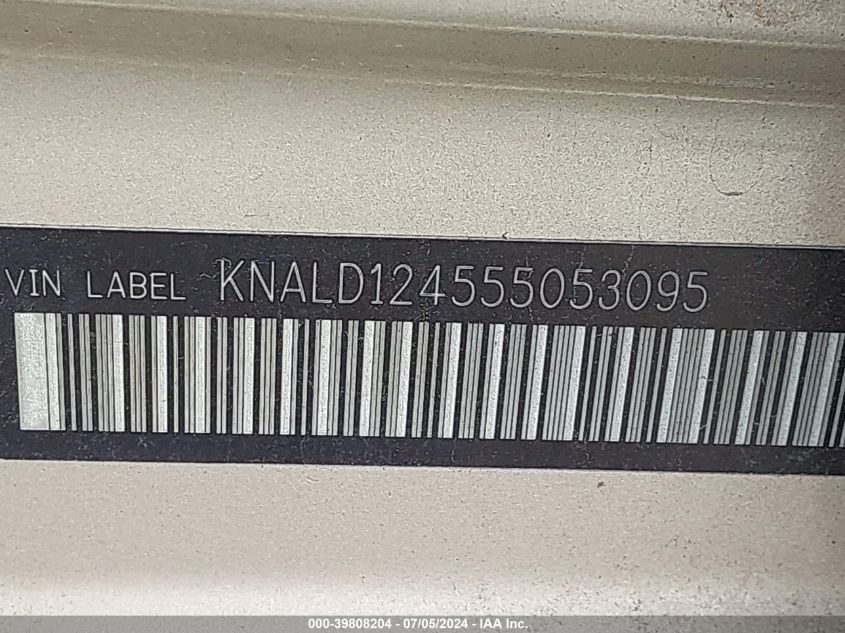 VIN LABEL KNALD124555053095
000-39808204 - 07/05/2024 - IAA Inc.